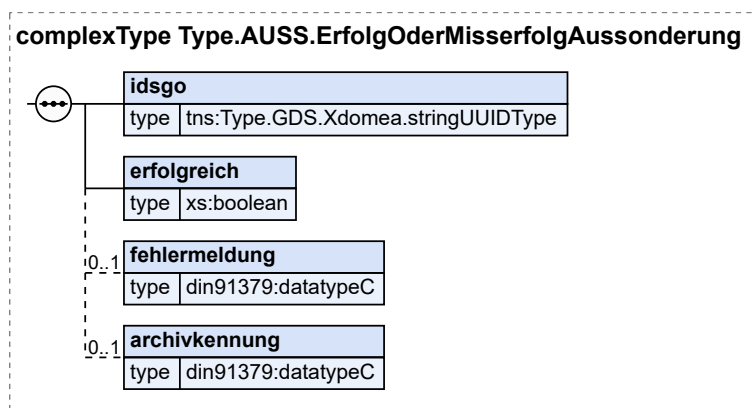 complexType Type.AUSS.ErfolgOderMisserfolgAussonderung
idsgo
type tns:Type.GDS.Xdomea.stringUUIDType
erfolgreich
type xs:boolean
0..1 fehlermeldung
type din91379:datatypeC
0..1 archivkennung
type din91379:datatypeC